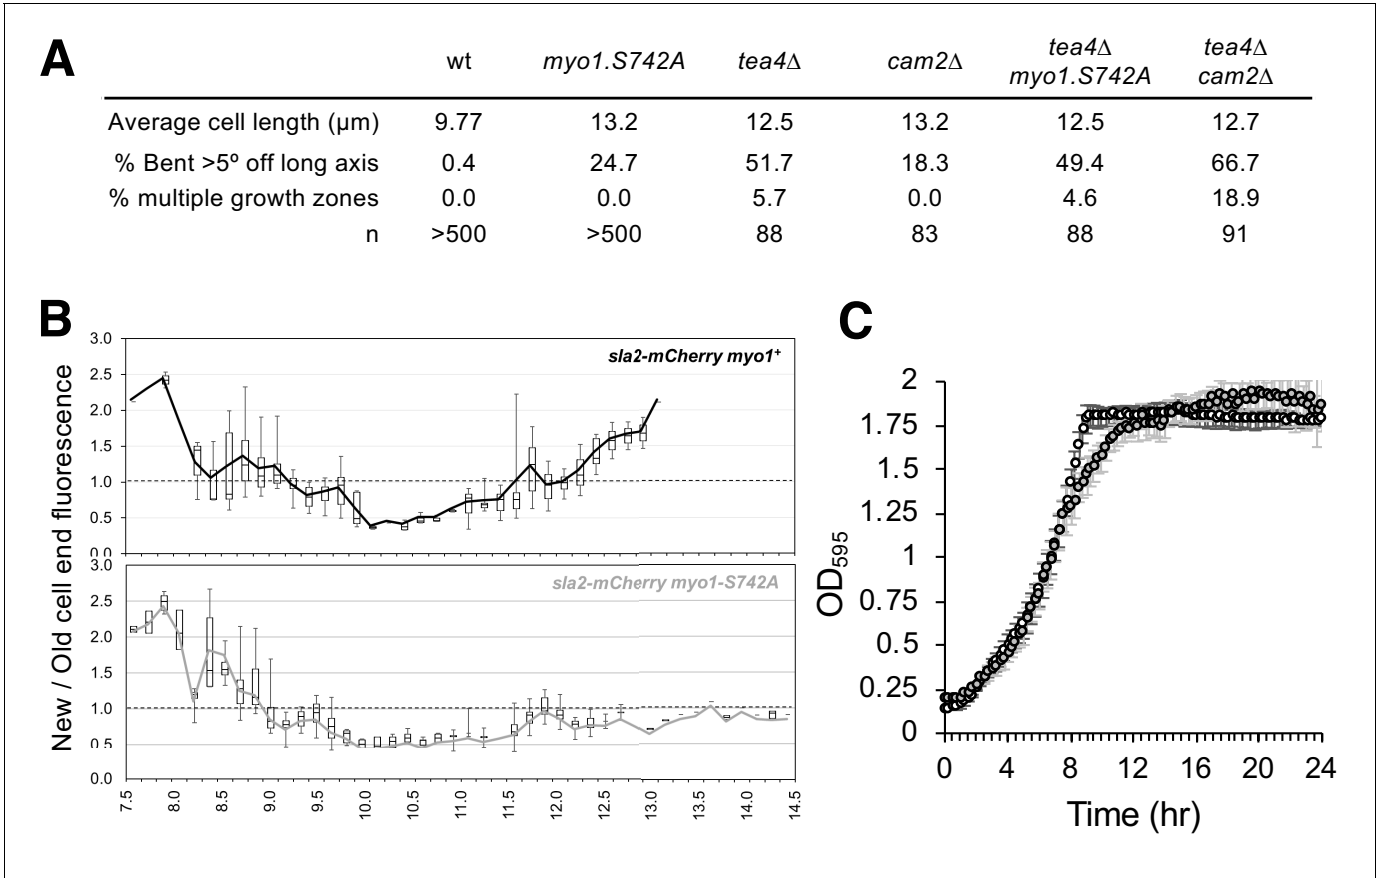 A
wt myo1.S742A tea4Δ cam2Δ tea4Δ myo1.S742A tea4Δ cam2Δ
Average cell length (µm) 9.77 13.2 12.5 13.2 12.5 12.7
% Bent >5º off long axis 0.4 24.7 51.7 18.3 49.4 66.7
% multiple growth zones 0.0 0.0 5.7 0.0 4.6 18.9
n >500 >500 88 83 88 91
B
New / Old cell end fluorescence
sla2-mCherry myo1+
3.0
2.5
2.0
1.5
1.0
0.5
0.0
sla2-mCherry myo1-S742A
3.0
2.5
2.0
1.5
1.0
0.5
0.0
7.5 8.0 8.5 9.0 9.5 10.0 10.5 11.0 11.5 12.0 12.5 13.0 13.5 14.0 14.5
C
OD595
2
1.75
1.5
1.25
1
0.75
0.5
0.25
0
0 4 8 12 16 20 24
Time (hr)